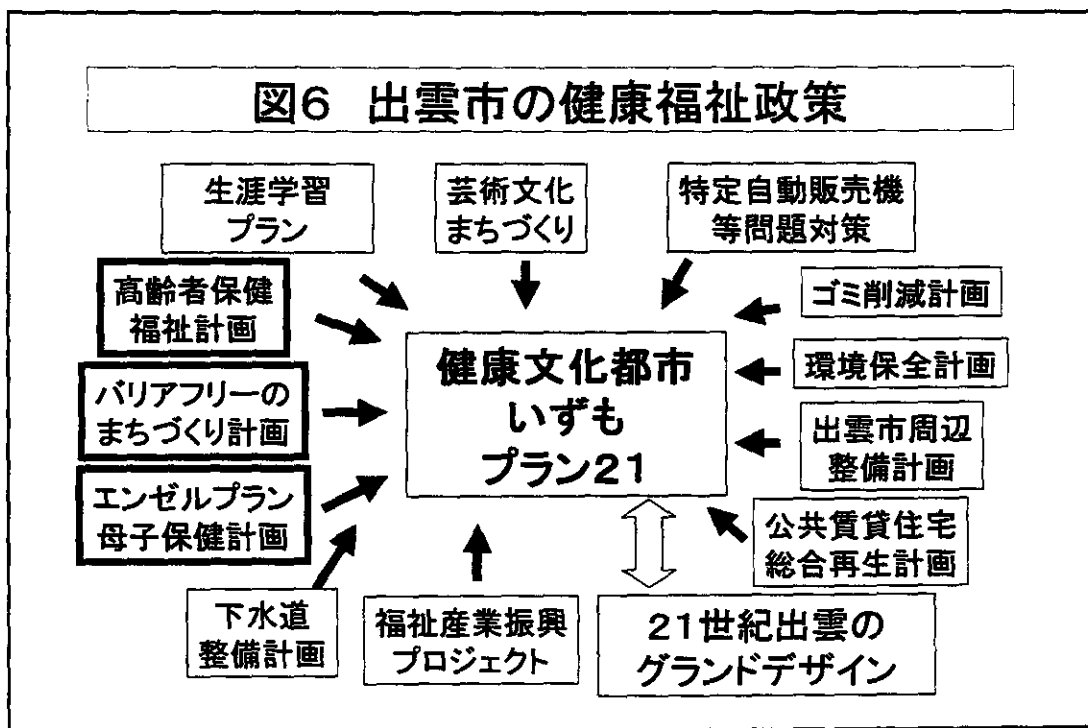 図6 出雲市の健康福祉政策
生涯学習
プラン
芸術文化
まちづくり
特定自動販売機
等問題対策
高齢者保健
福祉計画
ゴミ削減計画
健康文化都市
いずも
プラン21
環境保全計画
バリアフリーの
まちづくり計画
出雲市周辺
整備計画
エンゼルプラン
母子保健計画
公共賃貸住宅
総合再生計画
下水道
整備計画
福祉産業振興
プロジェクト
21世紀出雲の
グランドデザイン